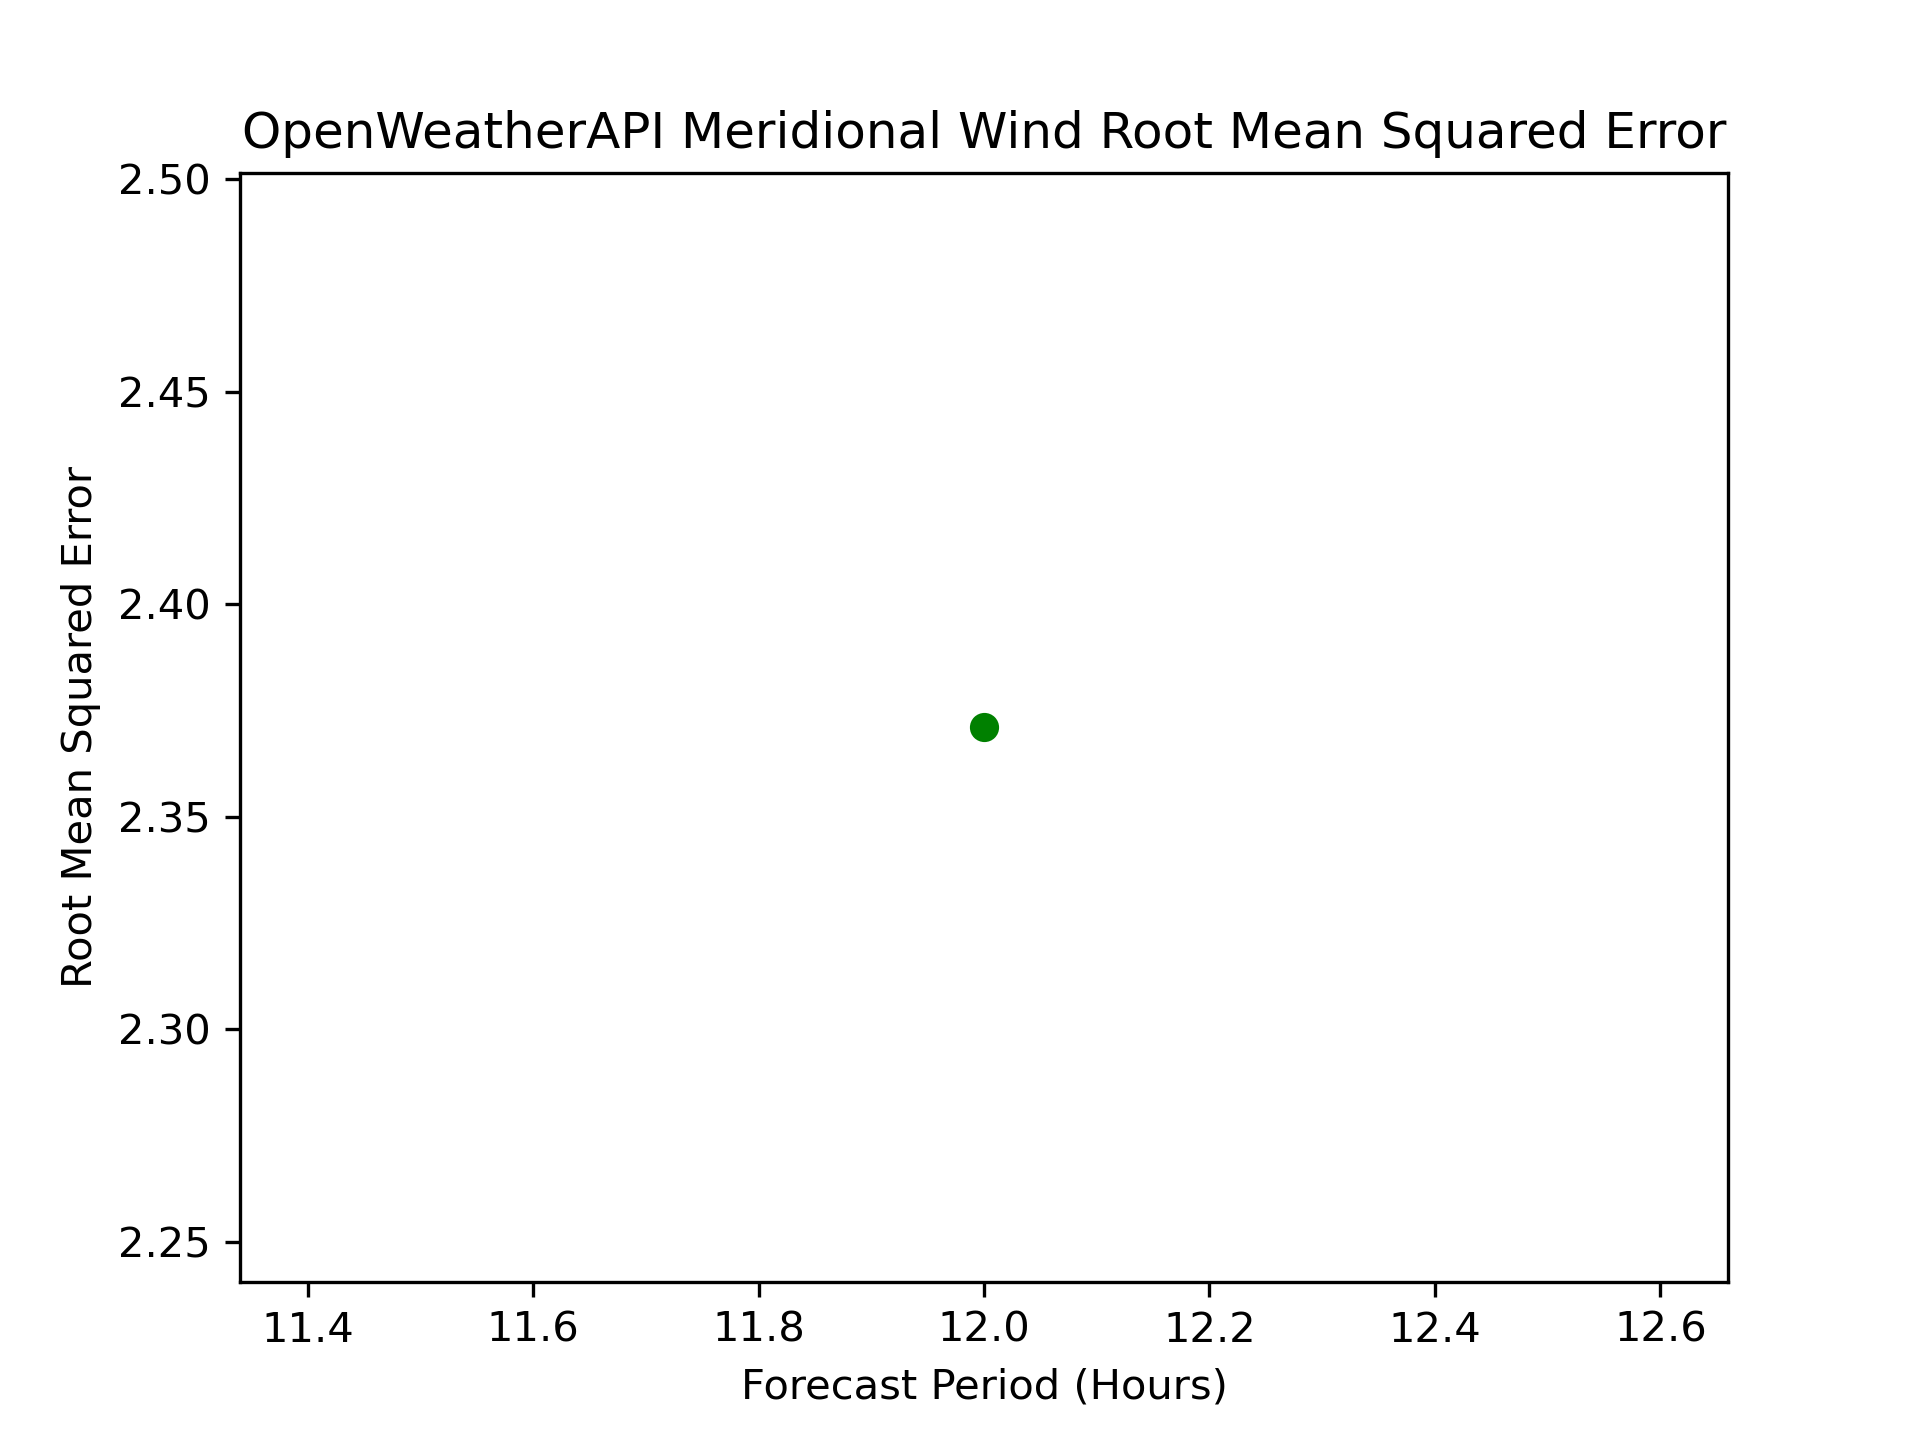 OpenWeatherAPI Meridional Wind Root Mean Squared Error
2.50
2.45
2.40
2.35
2.30
2.25
Root Mean Squared Error
11.4 11.6 11.8 12.0 12.2 12.4 12.6
Forecast Period (Hours)